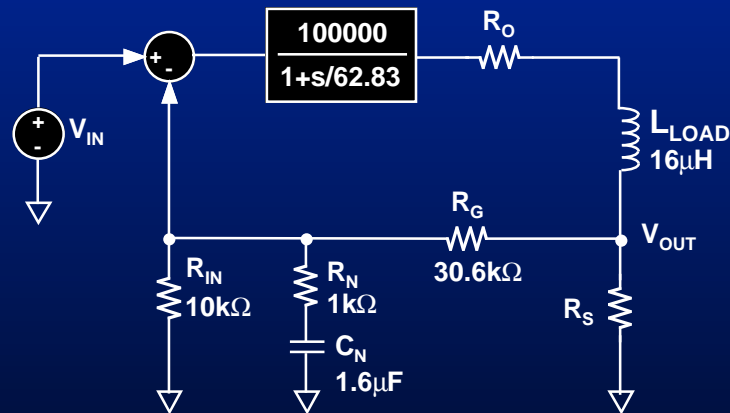 100000
1+s/62.83
R_O
+
-
+
-
V_IN
L_LOAD
16μH
R_G
30.6kΩ
V_OUT
R_IN
10kΩ
R_N
1kΩ
R_S
C_N
1.6μF